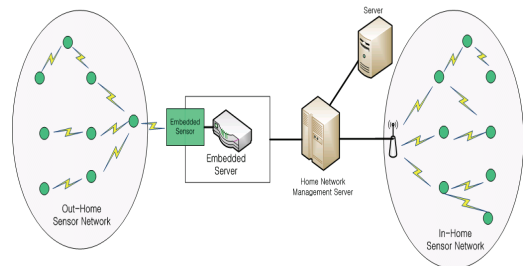 Server
Embedded
Sensor
Embedded
Server
Home Network
Management Server
Out-Home
Sensor Network
In-Home
Sensor Network